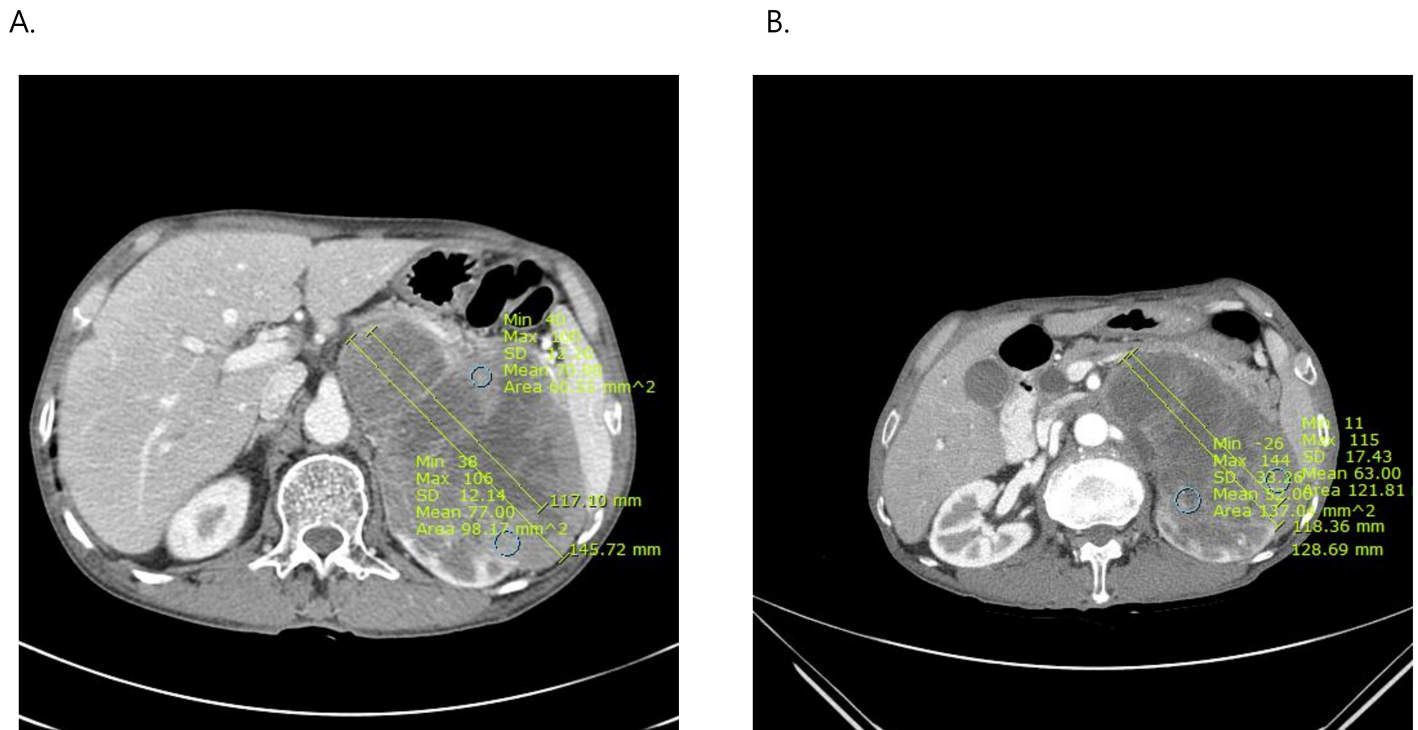 A.
B.
Min 40
Max 100
SD 12.20
Mean
Area mm^2
Min 38
Max 106
SD 12.14
Mean 77.00
Area 98.17 mm^2
117.10 mm
145.72 mm
Min 11
Max 115
SD 17.43
Mean 63.00
Area 121.81
Min -26
Max 144
SD 33.26
Mean 52.00
Area 137.04 mm^2
118.36 mm
128.69 mm